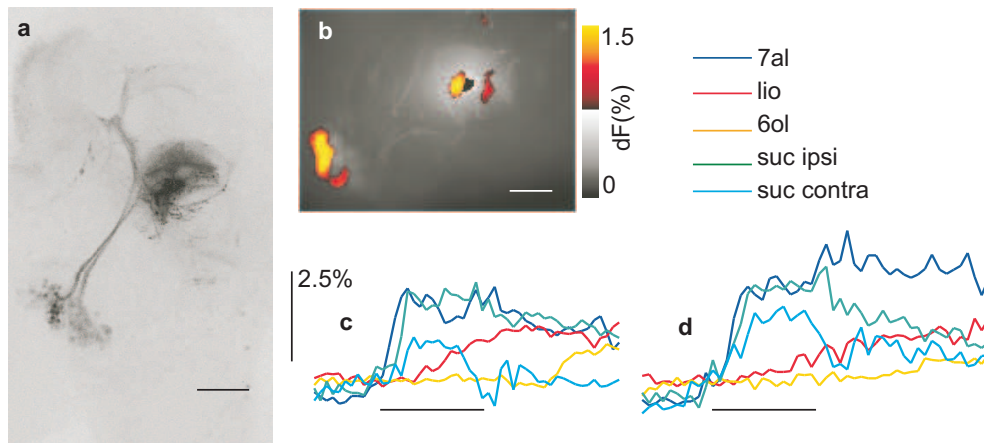 a
b
1.5
dF(%)
0
7al
lio
6ol
suc ipsi
suc contra
2.5%
c
d